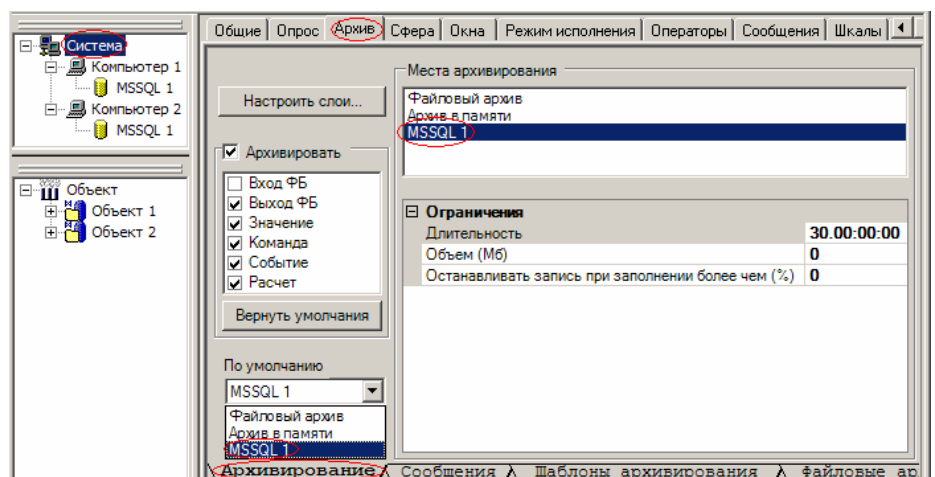 Система
Компьютер 1
MSSQL 1
Компьютер 2
MSSQL 1
Объект
Объект 1
Объект 2
Общие Опрос Архив Сфера Окна Режим исполнения Операторы Сообщения Шкалы
Настроить слои...
Архивировать
Вход ФБ
Выход ФБ
Значение
Команда
Событие
Расчет
Вернуть умолчания
По умолчанию
MSSQL 1
Файловый архив
Архив в памяти
MSSQL 1
Места архивирования
Файловый архив
Архив в памяти
MSSQL 1
Ограничения
Длительность 30.00:00:00
Объем (Мб) 0
Останавливать запись при заполнении более чем (%) 0
Архивирование Сообщения Шаблоны архивирования Файловые ар